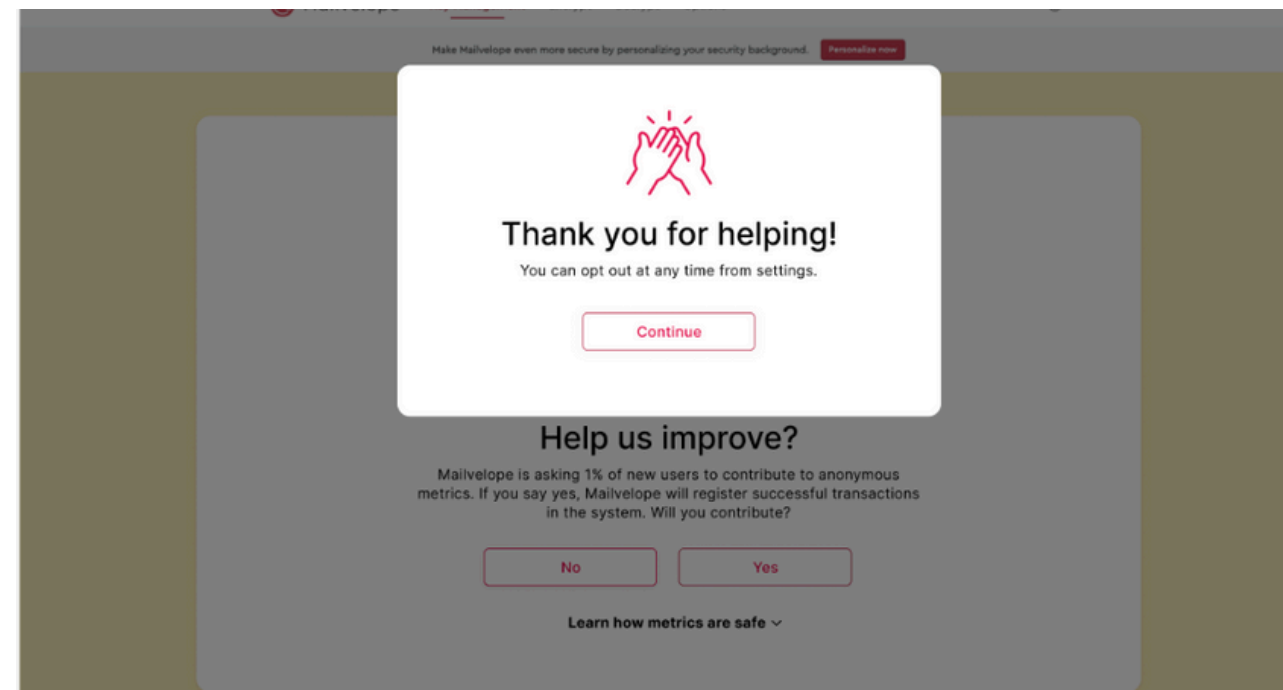 Make Mailvelope even more secure by personalizing your security background.
Personalize now
Thank you for helping!
You can opt out at any time from settings.
Continue
Help us improve?
Mailvelope is asking 1% of new users to contribute to anonymous
metrics. If you say yes, Mailvelope will register successful transactions
in the system. Will you contribute?
No
Yes
Learn how metrics are safe